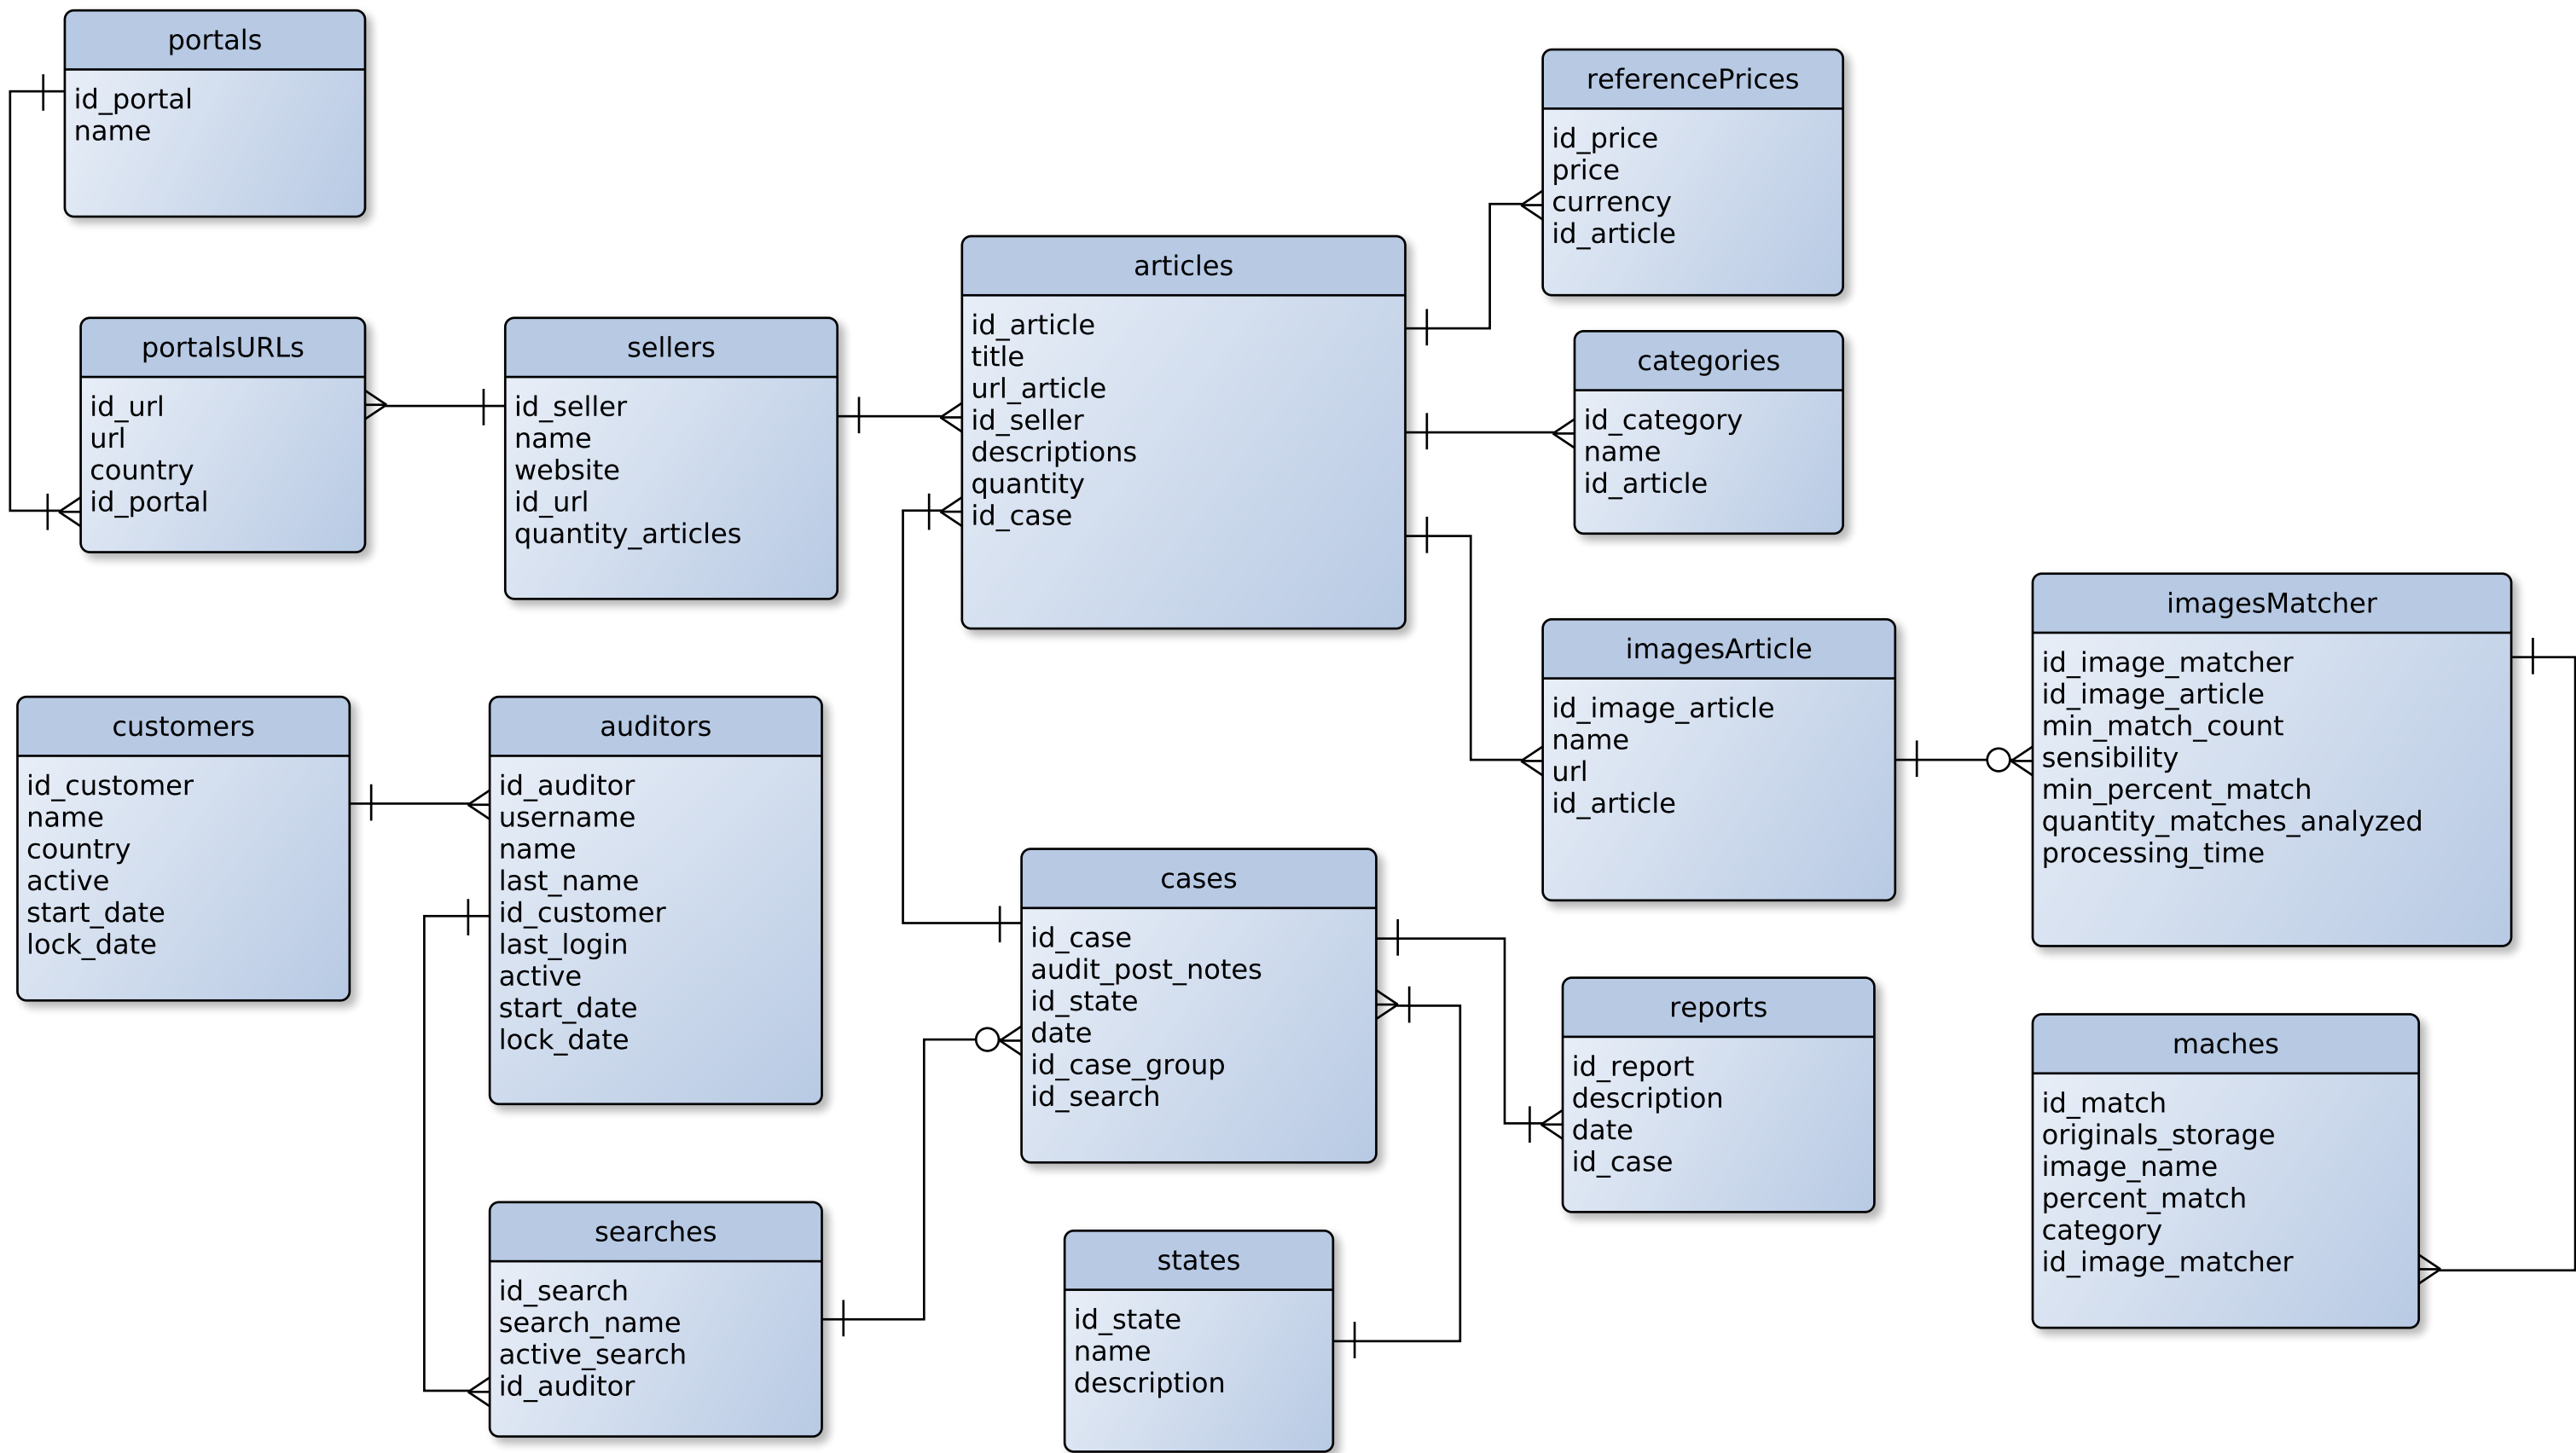 portals
id_portal
name
referencePrices
id_price
price
currency
id_article
articles
id_article
title
url_article
id_seller
descriptions
quantity
id_case
portalsURLs
id_url
url
country
id_portal
sellers
id_seller
name
website
id_url
quantity_articles
categories
id_category
name
id_article
imagesMatcher
id_image_matcher
id_image_article
min_match_count
sensibility
min_percent_match
quantity_matches_analyzed
processing_time
imagesArticle
id_image_article
name
url
id_article
customers
id_customer
name
country
active
start_date
lock_date
auditors
id_auditor
username
name
last_name
id_customer
last_login
active
start_date
lock_date
cases
id_case
audit_post_notes
id_state
date
id_case_group
id_search
reports
id_report
description
date
id_case
maches
id_match
originals_storage
image_name
percent_match
category
id_image_matcher
searches
id_search
search_name
active_search
id_auditor
states
id_state
name
description